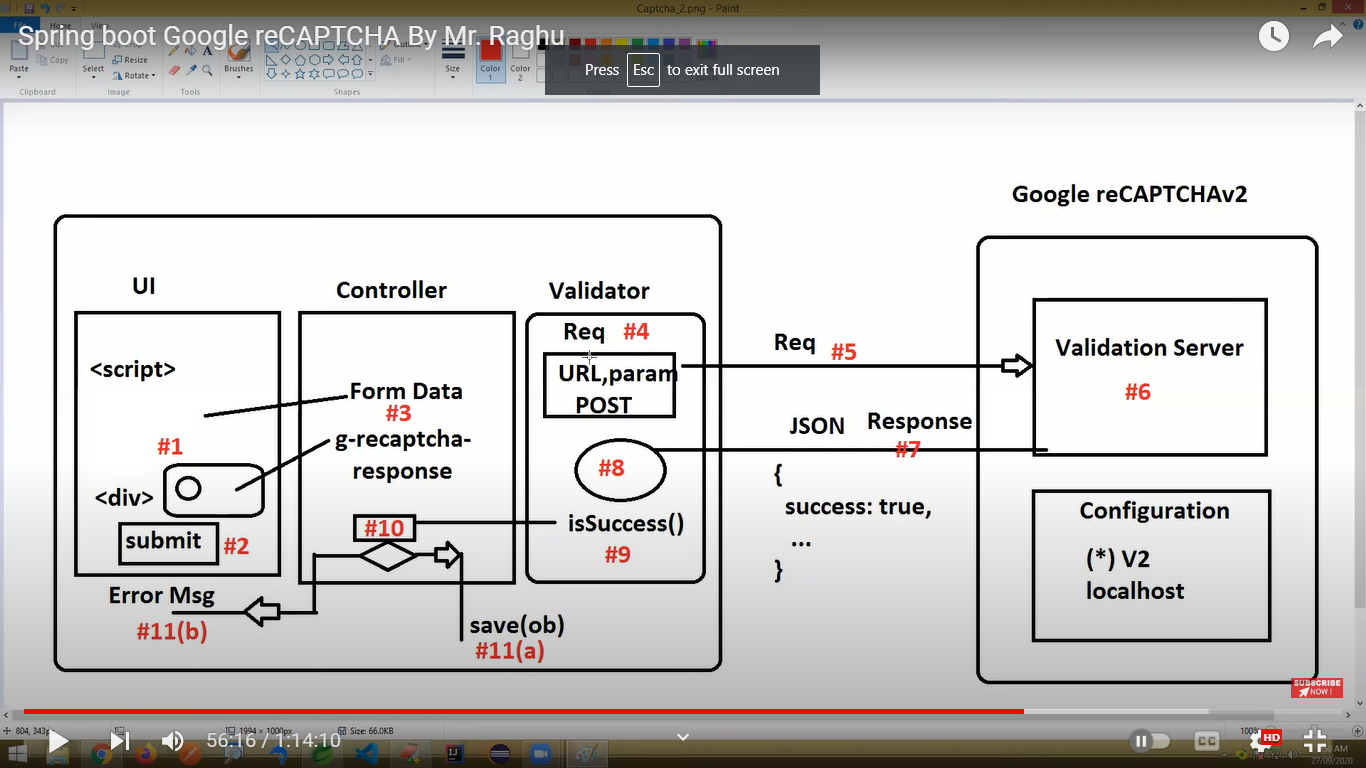 Captcha_2.png - Paint
Spring boot Google reCAPTCHA By Mr. Raghu
File Home View
Press Esc to exit full screen
Paste
Copy
Select
Resize
Rotate
Brushes
Fill
Size
Color 1
Color 2
Clipboard
Image
Tools
Shapes
Google reCAPTCHAv2
UI
Controller
Validator
Req #4
URL,param
POST
Req #5
Validation Server
#6
<script>
Form Data
#3
#1
g-recaptcha-
response
JSON Response
#7
#8
{
success: true,
...
}
<div>
submit #2
#10
isSuccess()
#9
Configuration
(*) V2
localhost
Error Msg
#11(b)
save(ob)
#11(a)
SUBSCRIBE
NOW !
1994 × 1000px
Size: 66.0KB
56:16 / 1:14:10
CC
HD
27/09/2020